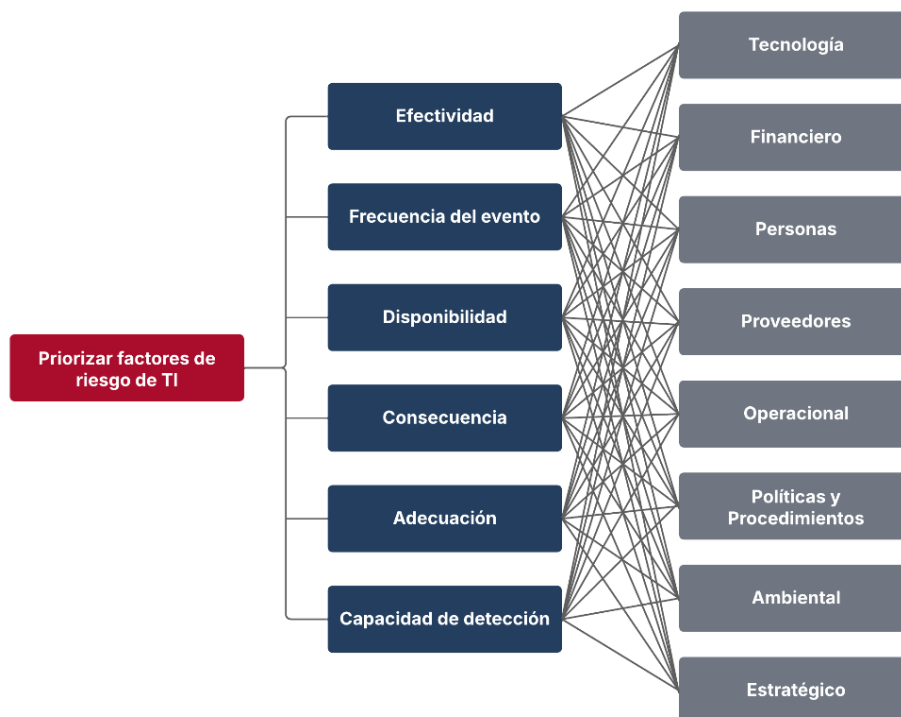 Priorizar factores de
riesgo de TI
Efectividad
Frecuencia del evento
Disponibilidad
Consecuencia
Adecuación
Capacidad de detección
Tecnología
Financiero
Personas
Proveedores
Operacional
Políticas y
Procedimientos
Ambiental
Estratégico